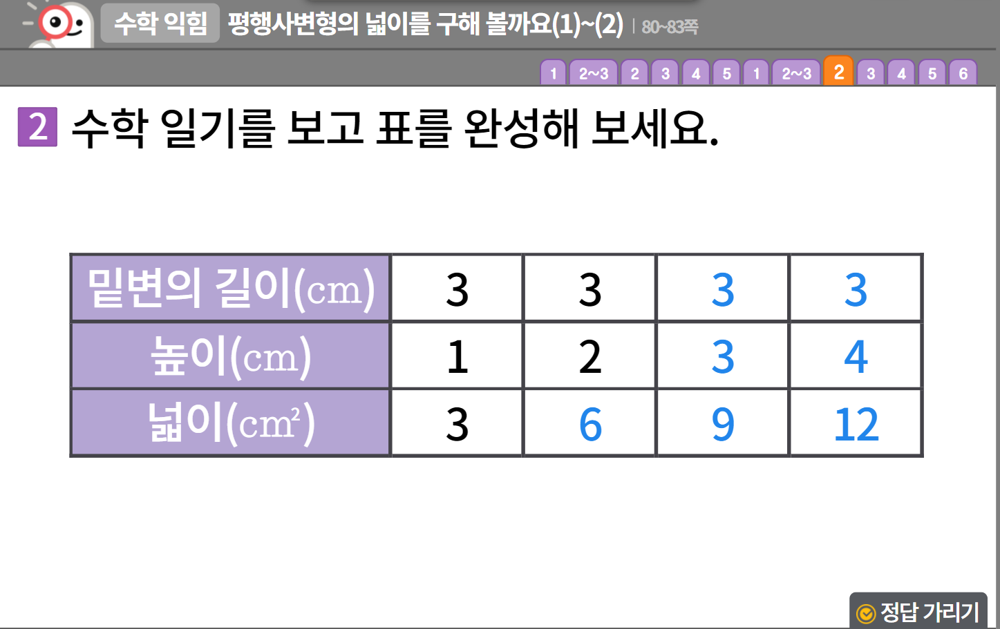 수학 익힘 평행사변형의 넓이를 구해 볼까요(1)~(2) | 80~83쪽
1 2~3 2 3 4 5 1 2~3 2 3 4 5 6
2 수학 일기를 보고 표를 완성해 보세요.
밑변의 길이(cm) 3 3 3 3
높이(cm) 1 2 3 4
넓이(cm²) 3 6 9 12
정답 가리기